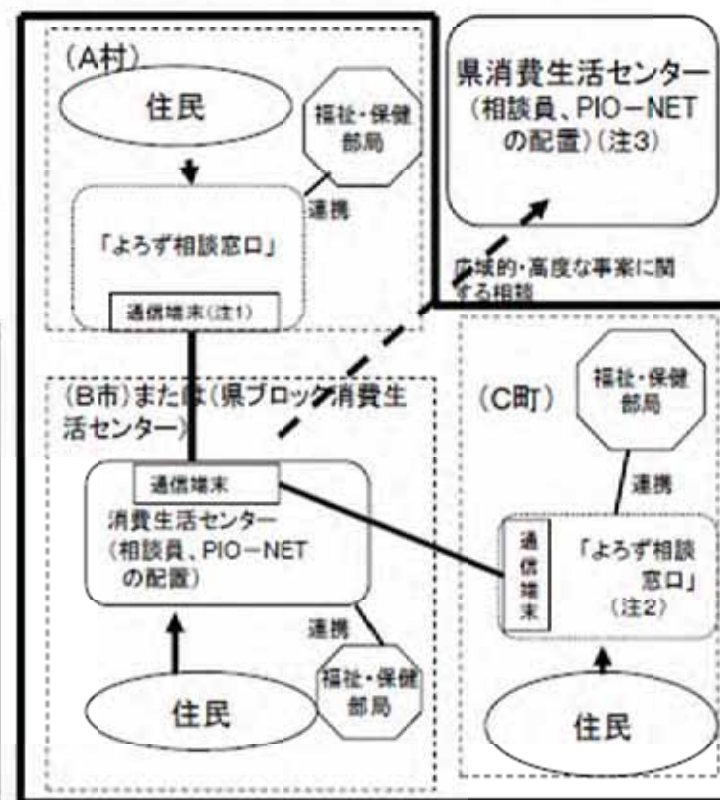 (A村)
住民
福祉・保健
部局
連携
「よろず相談窓口」
通信端末(注1)
県消費生活センター
(相談員、PIO－NET
の配置)(注3)
広域的・高度な事案に関
する相談
(B市)または(県ブロック消費生
活センター)
通信端末
消費生活センター
(相談員、PIO－NET
の配置)
連携
福祉・保健
部局
住民
(C町)
福祉・保健
部局
連携
通信端末
「よろず相談
窓口」
(注2)
住民